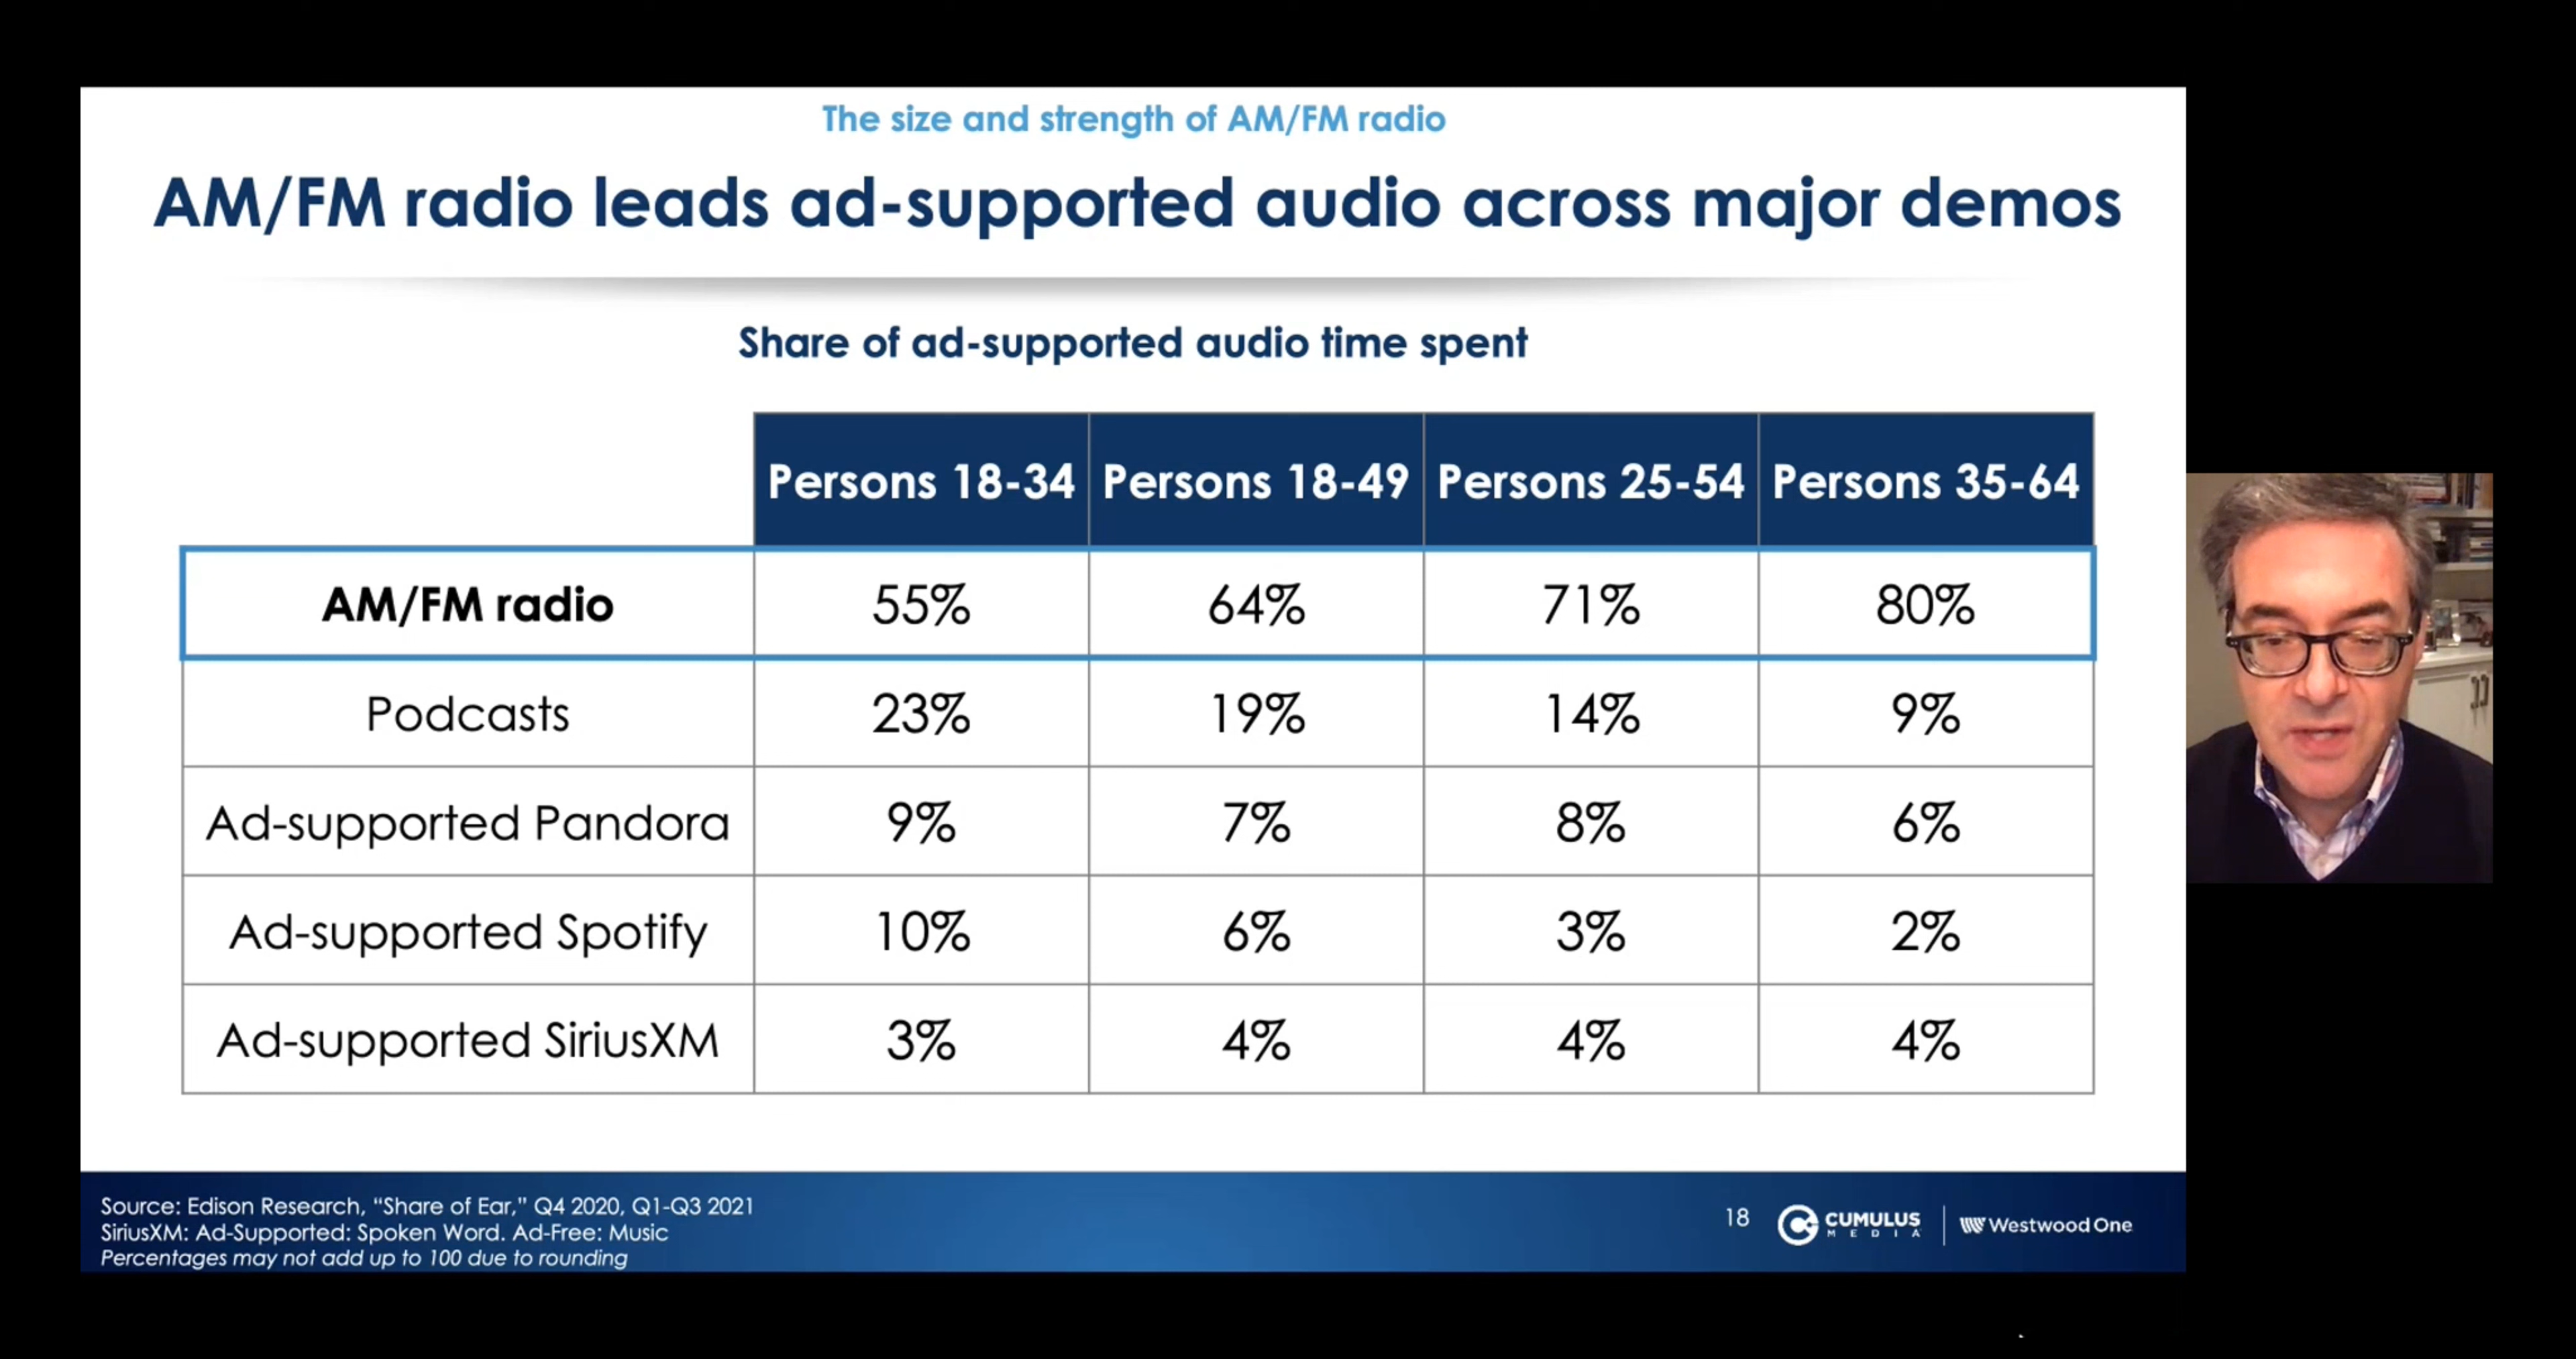 The size and strength of AM/FM radio
AM/FM radio leads ad-supported audio across major demos
Share of ad-supported audio time spent
Persons 18-34 Persons 18-49 Persons 25-54 Persons 35-64
AM/FM radio 55% 64% 71% 80%
Podcasts 23% 19% 14% 9%
Ad-supported Pandora 9% 7% 8% 6%
Ad-supported Spotify 10% 6% 3% 2%
Ad-supported SiriusXM 3% 4% 4% 4%
Source: Edison Research, “Share of Ear,” Q4 2020, Q1-Q3 2021
SiriusXM: Ad-Supported: Spoken Word. Ad-Free: Music
Percentages may not add up to 100 due to rounding
18
CUMULUS
MEDIA
Westwood One